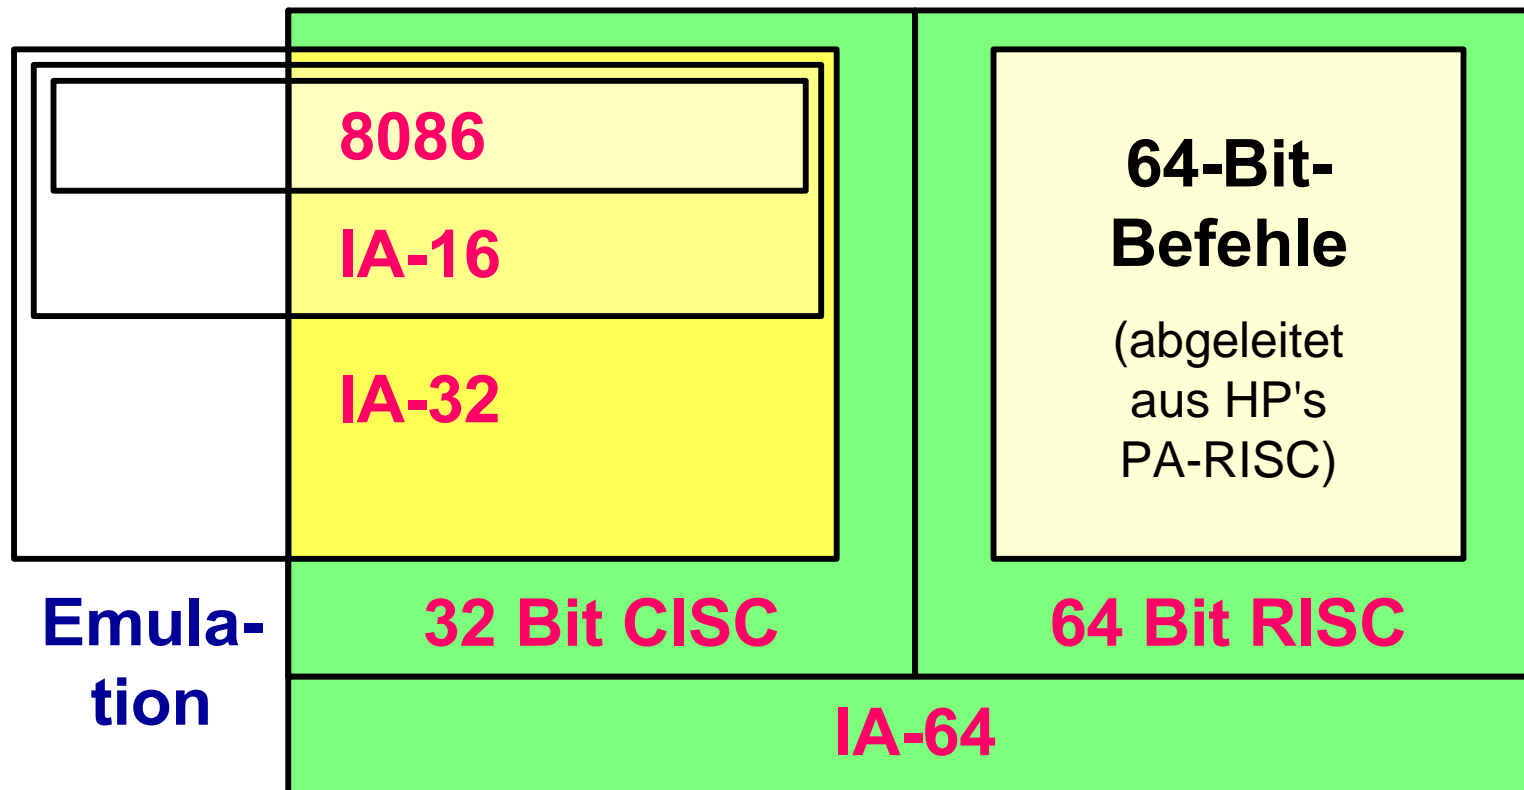 8086
IA-16
IA-32
64-Bit-
Befehle
(abgeleitet
aus HP's
PA-RISC)
Emula-
tion
32 Bit CISC
64 Bit RISC
IA-64